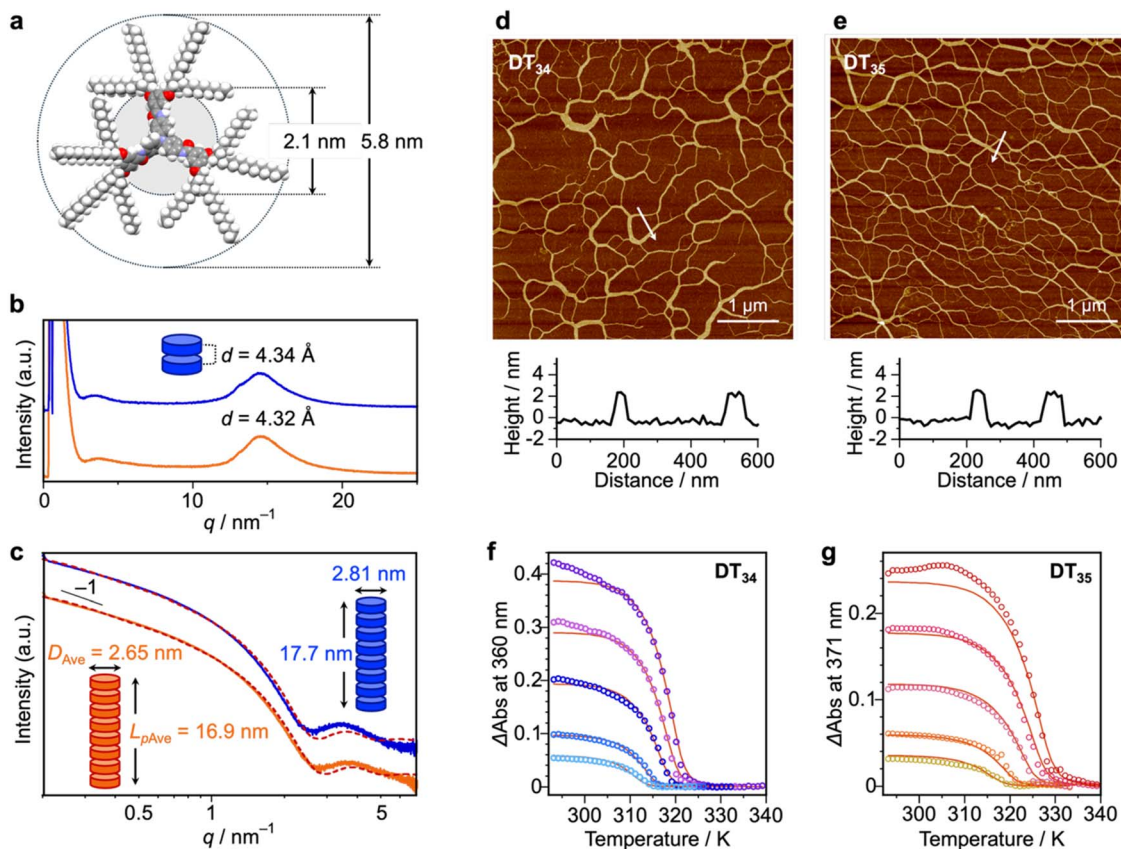 a
2.1 nm 5.8 nm
b
Intensity (a.u.)
d = 4.34 Å
d = 4.32 Å
0 10 20
q / nm⁻¹
c
Intensity (a.u.)
−1
D_Ave = 2.65 nm
L_pAve = 16.9 nm
2.81 nm
17.7 nm
0.5 1 5
q / nm⁻¹
d
DT₃₄
1 μm
Height / nm
4
2
0
−2
0 200 400 600
Distance / nm
e
DT₃₅
1 μm
Height / nm
4
2
0
−2
0 200 400 600
Distance / nm
f
DT₃₄
ΔAbs at 360 nm
0.4
0.3
0.2
0.1
0
300 310 320 330 340
Temperature / K
g
DT₃₅
ΔAbs at 371 nm
0.2
0.1
0
300 310 320 330 340
Temperature / K